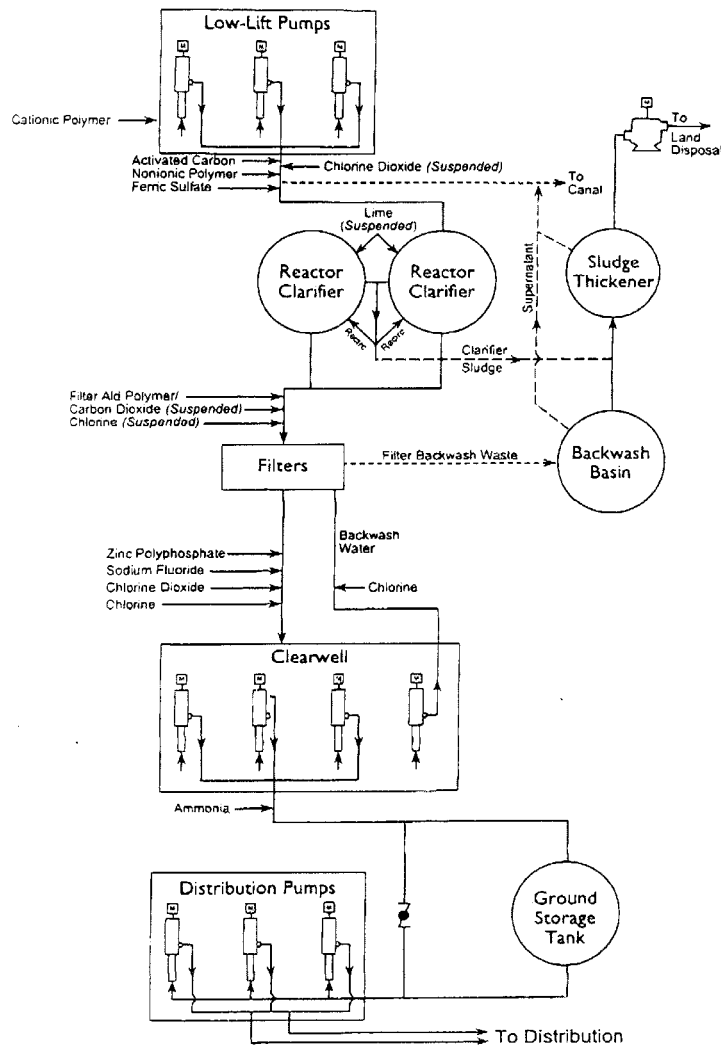 Low-Lift Pumps
M
M
M
Cationic Polymer
M
To
Land
Disposal
Activated Carbon
Chlorine Dioxide (Suspended)
Nonionic Polymer
Ferric Sulfate
To
Canal
Lime
(Suspended)
Reactor
Clarifier
Reactor
Clarifier
Sludge
Thickener
Supernatant
Recirc
Recirc
Clarifier
Sludge
Filter Aid Polymer/
Carbon Dioxide (Suspended)
Chlorine (Suspended)
Filters
Filter Backwash Waste
Backwash
Basin
Backwash
Water
Zinc Polyphosphate
Sodium Fluoride
Chlorine Dioxide
Chlorine
Chlorine
Clearwell
M
M
M
M
Ammonia
Distribution Pumps
M
M
M
Ground
Storage
Tank
To Distribution